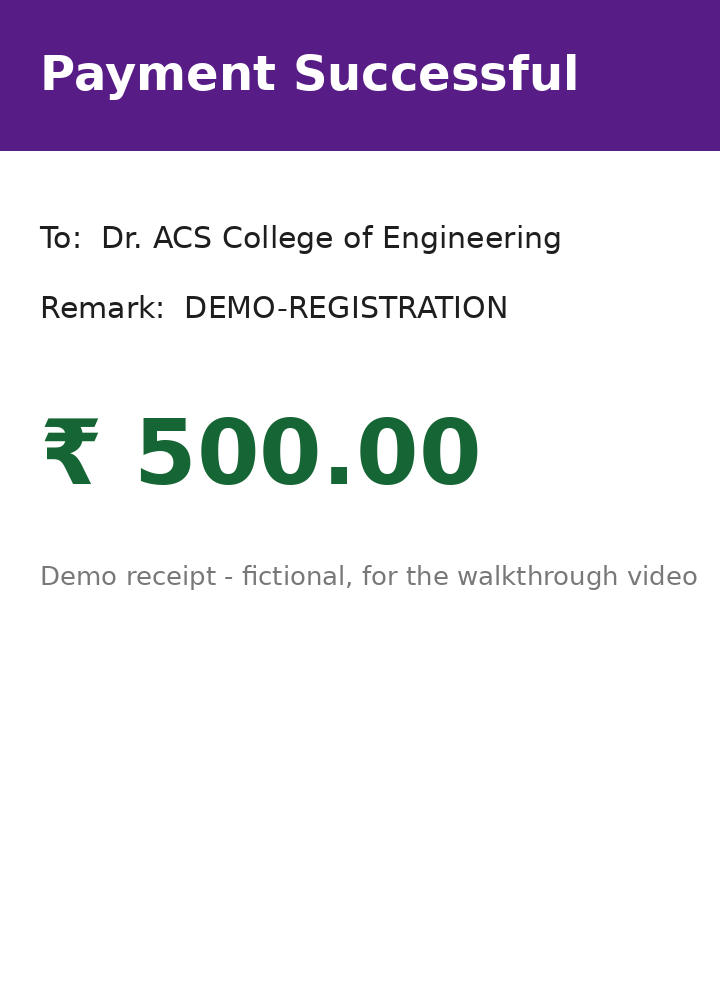 Payment Successful
To: Dr. ACS College of Engineering
Remark: DEMO-REGISTRATION
₹ 500.00
Demo receipt - fictional, for the walkthrough video